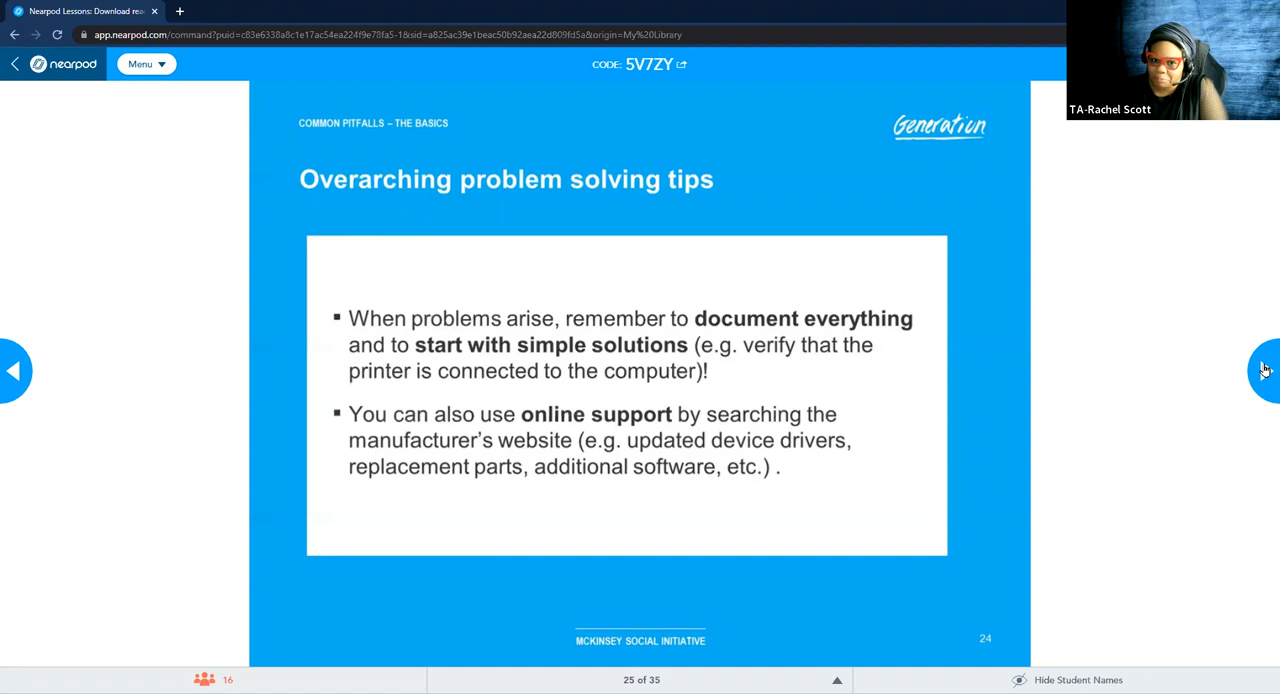 Nearpod Lessons: Download rea
app.nearpod.com/command?puid=c83e6338a8c1e17ac54ea224f9e78fa5-1&sid=a825ac39e1beac50b92aea22d809fd5a&origin=My%20Library
nearpod
Menu
CODE: 5V7ZY
TA-Rachel Scott
COMMON PITFALLS – THE BASICS
Generation
Overarching problem solving tips
▪ When problems arise, remember to document everything
and to start with simple solutions (e.g. verify that the
printer is connected to the computer)!
▪ You can also use online support by searching the
manufacturer's website (e.g. updated device drivers,
replacement parts, additional software, etc.) .
MCKINSEY SOCIAL INITIATIVE
24
16
25 of 35
Hide Student Names